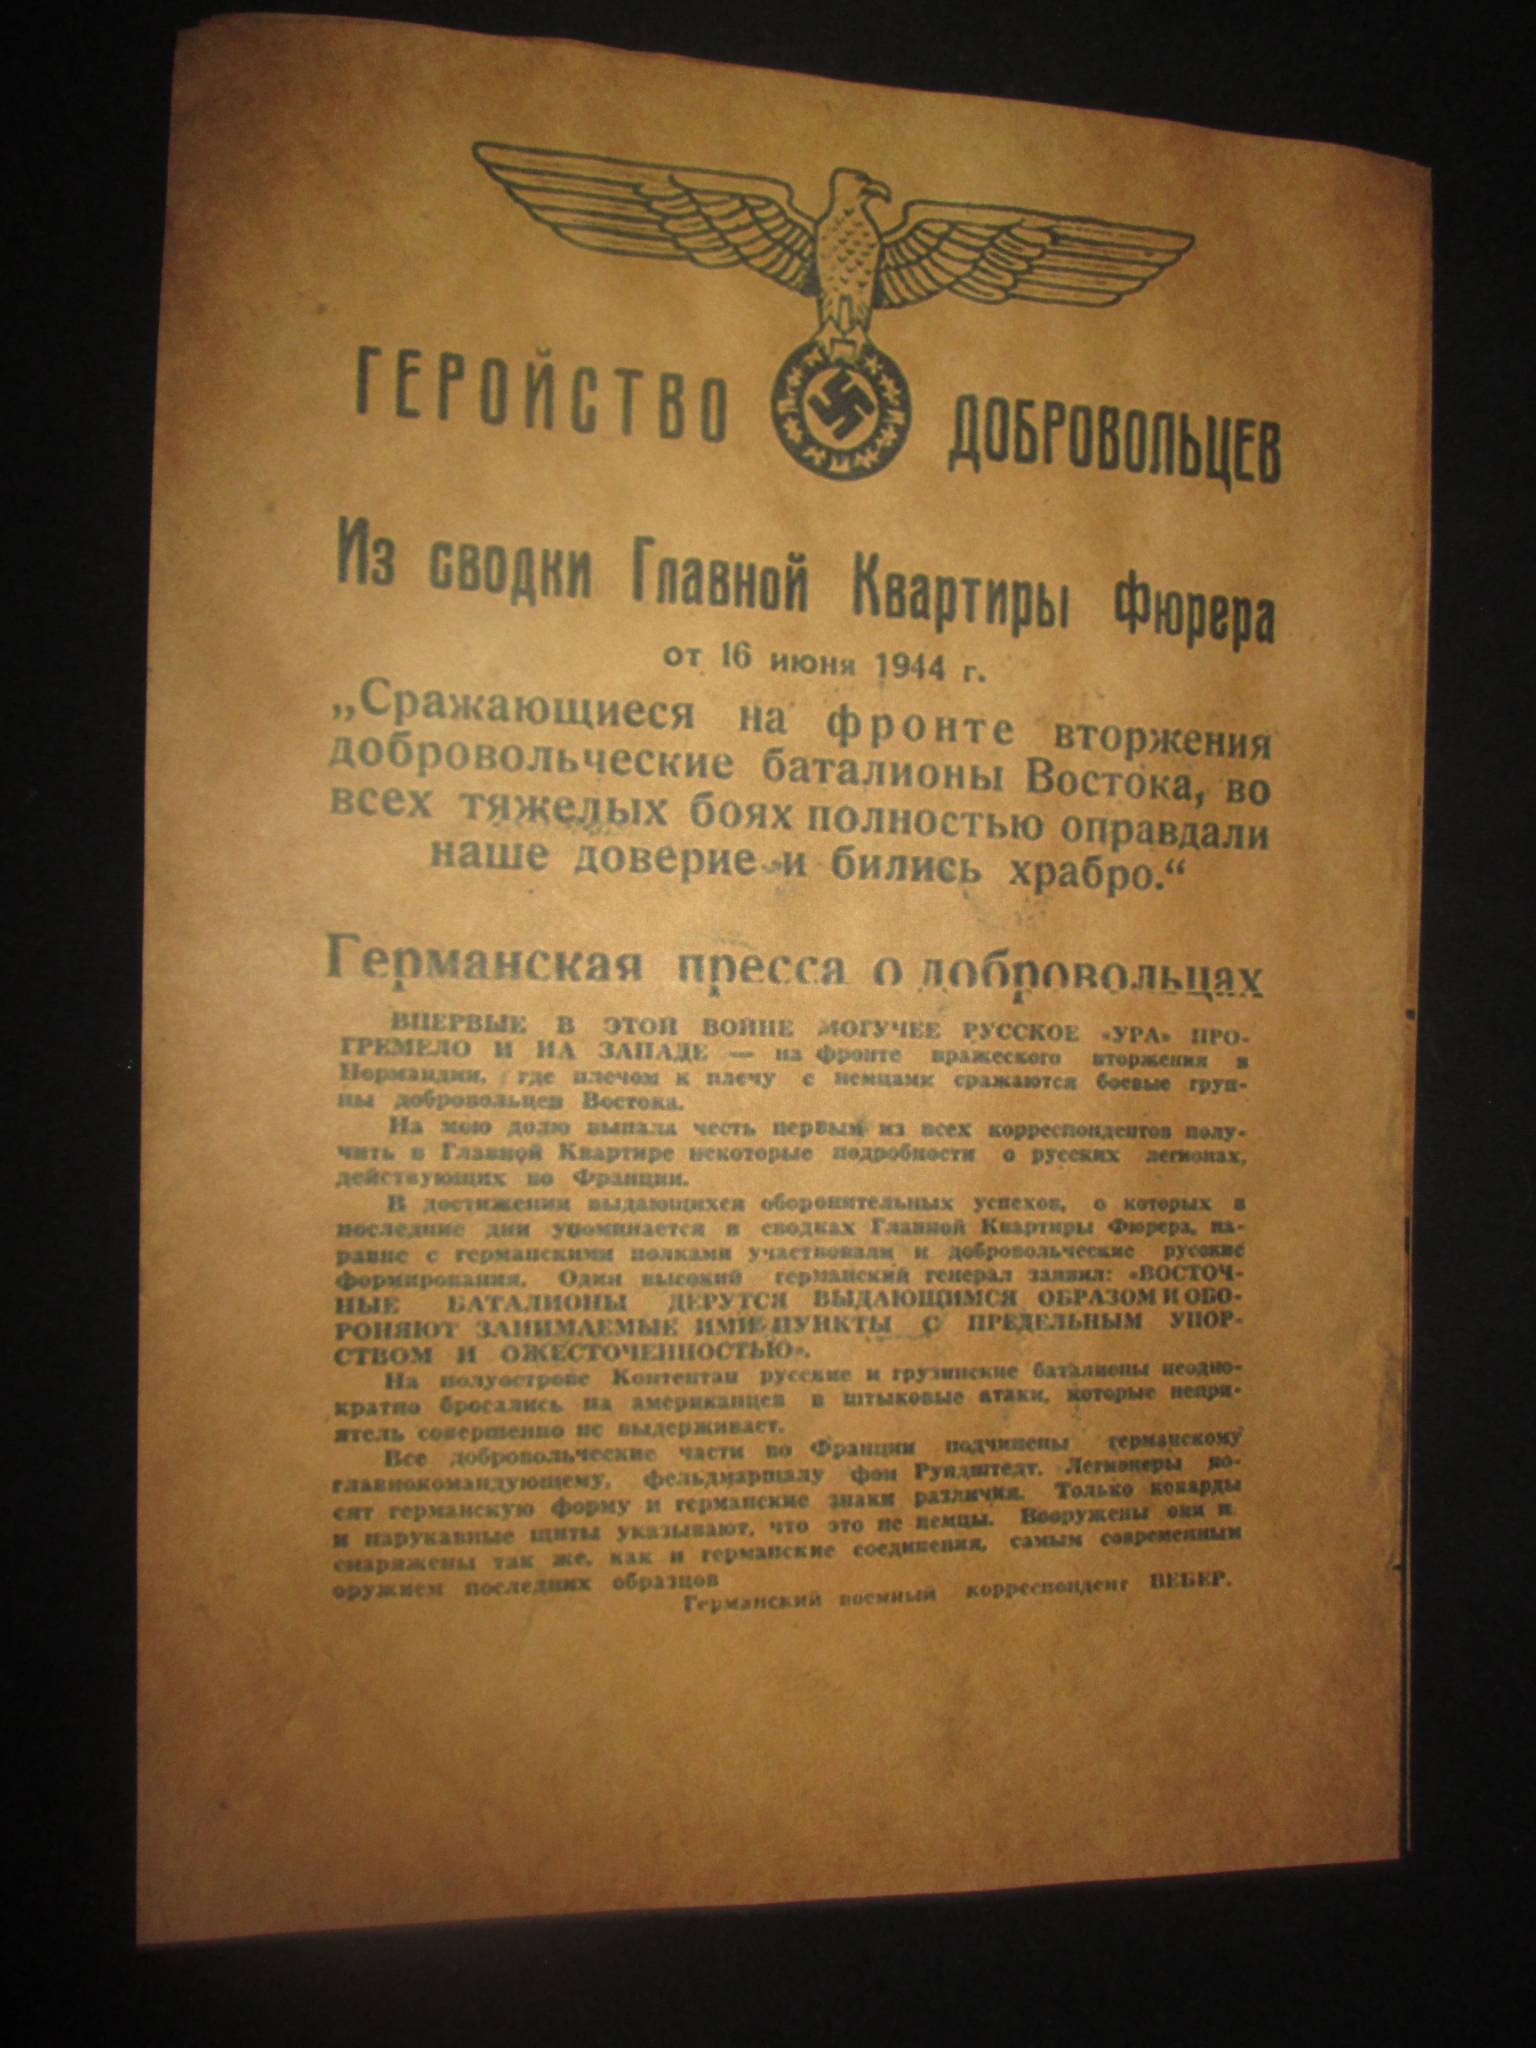 ГЕРОЙСТВО ДОБРОВОЛЬЦЕВ
Из сводки Главной Квартиры Фюрера
от 16 июня 1944 г.
„Сражающиеся на фронте вторжения
добровольческие баталионы Востока, во
всех тяжелых боях полностью оправдали
наше доверие и бились храбро.“
Германская пресса о добровольцах
ВПЕРВЫЕ В ЭТОЙ ВОЙНЕ МОГУЧЕЕ РУССКОЕ «УРА» ПРО-
ГРЕМЕЛО И НА ЗАПАДЕ — на фронте вражеского вторжения в
Нормандии, где плечом к плечу с немцами сражаются боевые груп-
пы добровольцев Востока.
На мою долю выпала честь первым из всех корреспондентов полу-
чить в Главной Квартире некоторые подробности о русских легионах,
действующих во Франции.
В достижении выдающихся оборонительных успехов, о которых в
последние дни упоминается в сводках Главной Квартиры Фюрера, на-
равне с германскими полками участвовали и добровольческие русские
формирования. Один высокий германский генерал заявил: «ВОСТОЧ-
НЫЕ БАТАЛИОНЫ ДЕРУТСЯ ВЫДАЮЩИМСЯ ОБРАЗОМ И ОБО-
РОНЯЮТ ЗАНИМАЕМЫЕ ИМИ ПУНКТЫ С ПРЕДЕЛЬНЫМ УПОР-
СТВОМ И ОЖЕСТОЧЕННОСТЬЮ».
На полуострове Контентан русские и грузинские баталионы неодно-
кратно бросались на американцев в штыковые атаки, которые непри-
ятель совершенно не выдерживает.
Все добровольческие части во Франции подчинены германскому
главнокомандующему, фельдмаршалу фон Рундштедт. Легионеры но-
сят германскую форму и германские знаки различия. Только кокарды
и нарукавные щиты указывают, что это не немцы. Вооружены они и
снаряжены так же, как и германские соединения, самым современным
оружием последних образцов
Германский военный корреспондент ВЕБЕР.